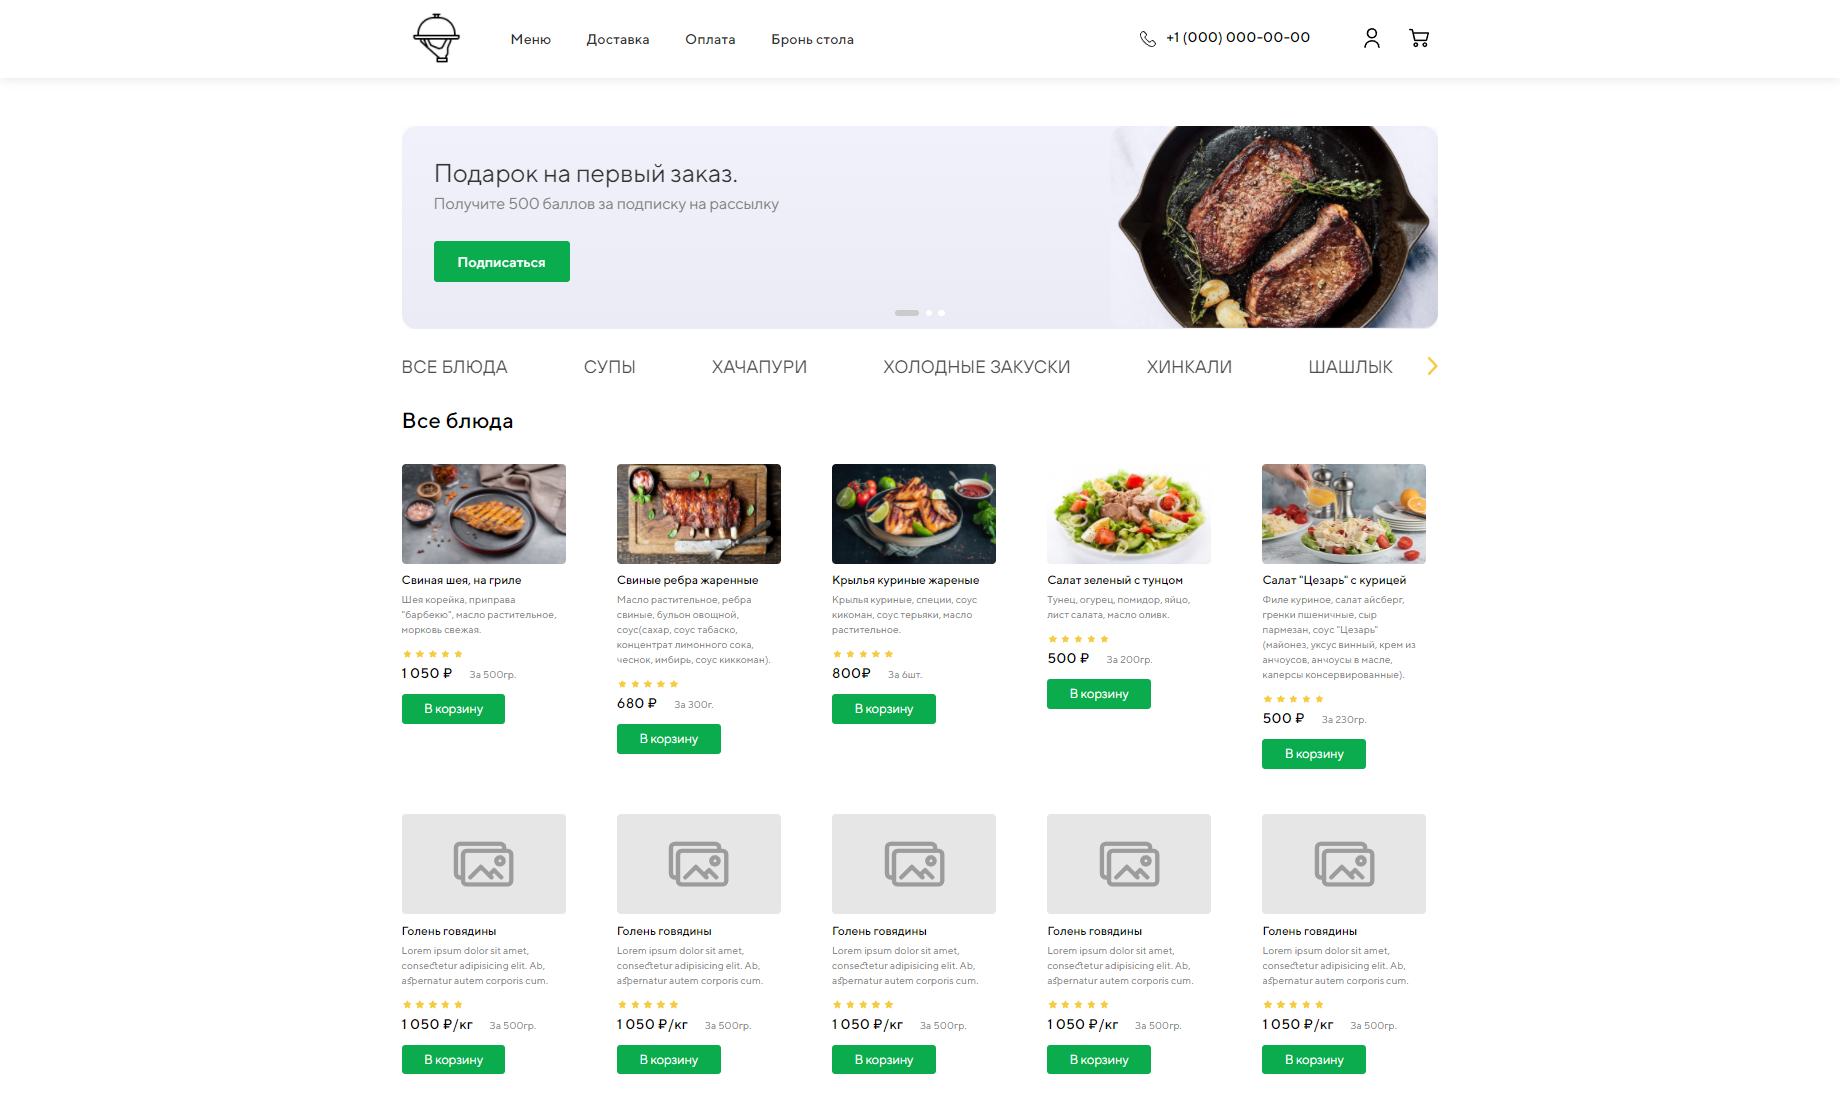 Меню Доставка Оплата Бронь стола +1 (000) 000-00-00
Подарок на первый заказ.
Получите 500 баллов за подписку на рассылку
Подписаться
ВСЕ БЛЮДА СУПЫ ХАЧАПУРИ ХОЛОДНЫЕ ЗАКУСКИ ХИНКАЛИ ШАШЛЫК
Все блюда
Свиная шея, на гриле
Шея корейка, приправа
"барбекю", масло растительное,
морковь свежая.
1 050 ₽ За 500гр.
В корзину
Свиные ребра жаренные
Масло растительное, ребра
свиные, бульон овощной,
соус(сахар, соус табаско,
концентрат лимонного сока,
чеснок, имбирь, соус киккоман).
680 ₽ За 300г.
В корзину
Крылья куриные жареные
Крылья куриные, специи, соус
кикоман, соус терьяки, масло
растительное.
800₽ За 6шт.
В корзину
Салат зеленый с тунцом
Тунец, огурец, помидор, яйцо,
лист салата, масло оливк.
500 ₽ За 200гр.
В корзину
Салат "Цезарь" с курицей
Филе куриное, салат айсберг,
гренки пшеничные, сыр
пармезан, соус "Цезарь"
(майонез, уксус винный, крем из
анчоусов, анчоусы в масле,
каперсы консервированные).
500 ₽ За 230гр.
В корзину
Голень говядины
Lorem ipsum dolor sit amet,
consectetur adipisicing elit. Ab,
aspernatur autem corporis cum.
1 050 ₽/кг За 500гр.
В корзину
Голень говядины
Lorem ipsum dolor sit amet,
consectetur adipisicing elit. Ab,
aspernatur autem corporis cum.
1 050 ₽/кг За 500гр.
В корзину
Голень говядины
Lorem ipsum dolor sit amet,
consectetur adipisicing elit. Ab,
aspernatur autem corporis cum.
1 050 ₽/кг За 500гр.
В корзину
Голень говядины
Lorem ipsum dolor sit amet,
consectetur adipisicing elit. Ab,
aspernatur autem corporis cum.
1 050 ₽/кг За 500гр.
В корзину
Голень говядины
Lorem ipsum dolor sit amet,
consectetur adipisicing elit. Ab,
aspernatur autem corporis cum.
1 050 ₽/кг За 500гр.
В корзину